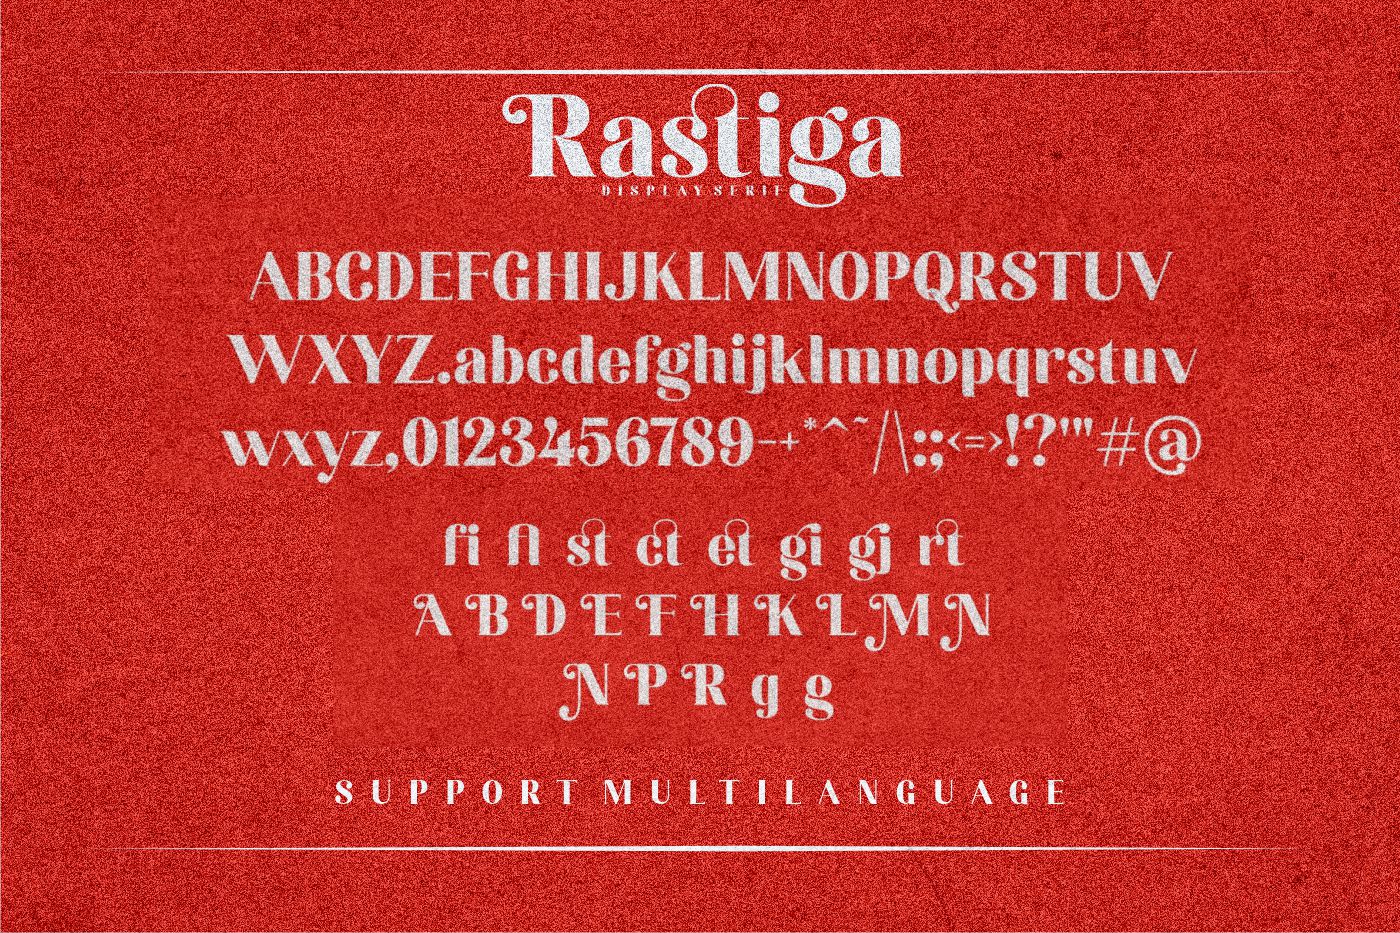 Rastiga
DISPLAY SERIF
ABCDEFGHIJKLMNOPQRSTUV
WXYZ.abcdefghijklmnopqrstuv
wxyz,0123456789-+*^~/\:;<=>!?'"#@
fi fl st ct et gi gj rt
A B D E F H K L M N
N P R g g
SUPPORT MULTILANGUAGE